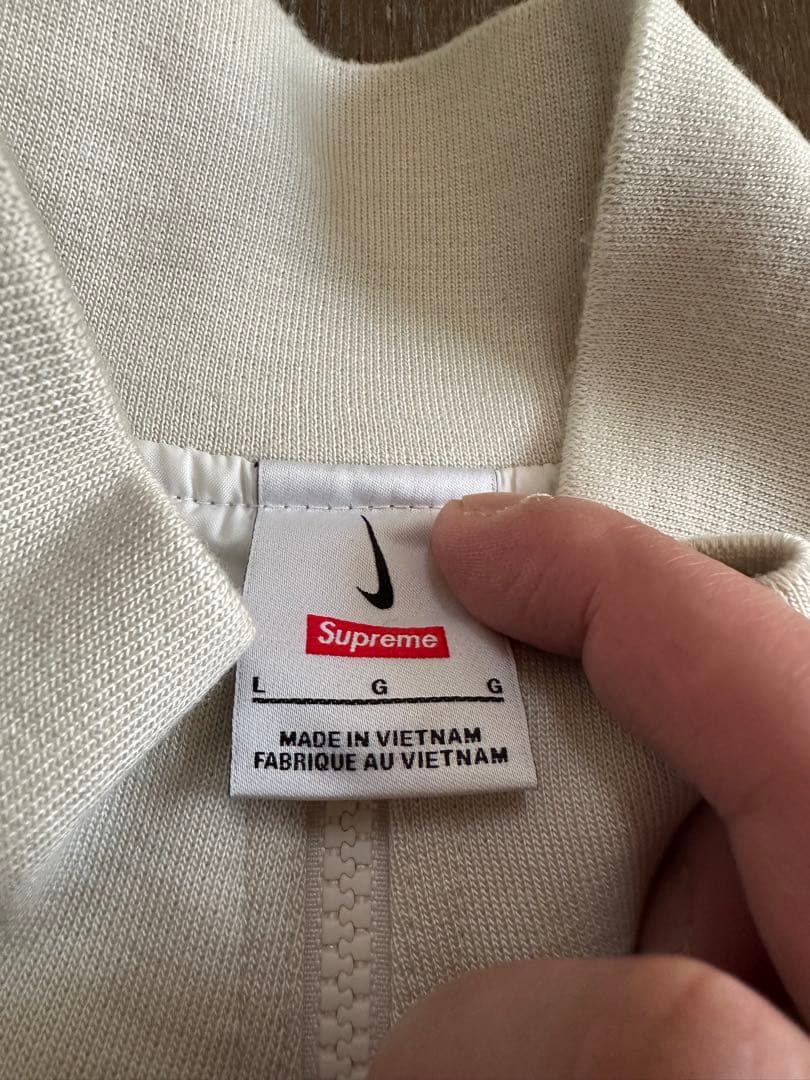 Supreme
L G G
MADE IN VIETNAM
FABRIQUE AU VIETNAM